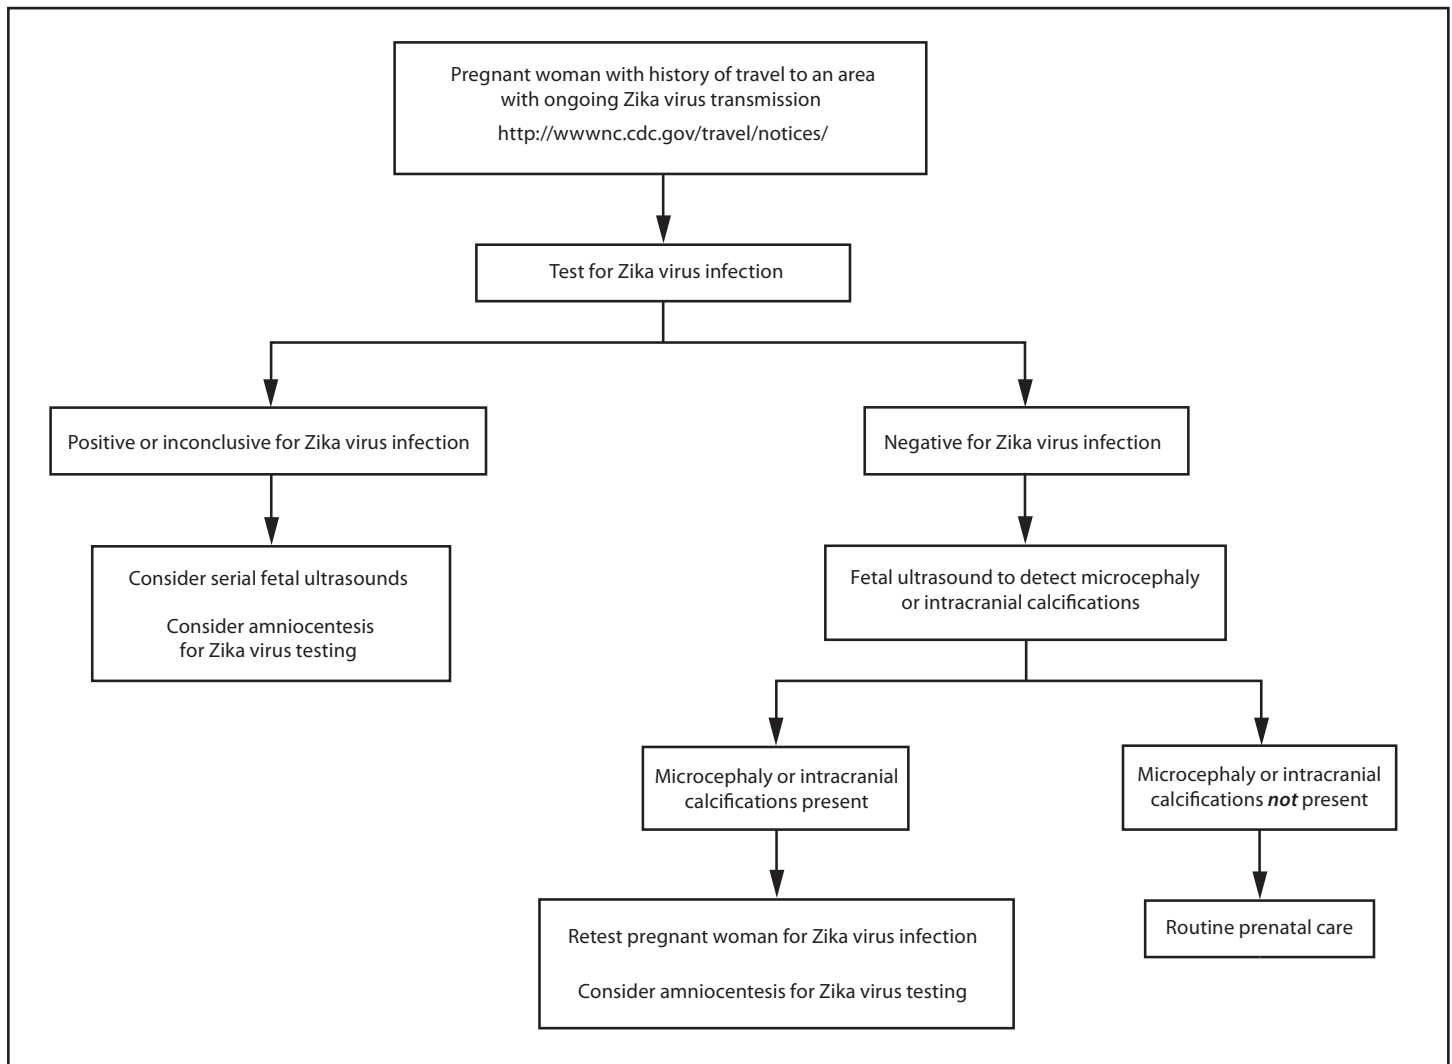 Pregnant woman with history of travel to an area
with ongoing Zika virus transmission
http://wwwnc.cdc.gov/travel/notices/
Test for Zika virus infection
Positive or inconclusive for Zika virus infection
Negative for Zika virus infection
Consider serial fetal ultrasounds
Consider amniocentesis
for Zika virus testing
Fetal ultrasound to detect microcephaly
or intracranial calcifications
Microcephaly or intracranial
calcifications present
Microcephaly or intracranial
calcifications not present
Retest pregnant woman for Zika virus infection
Consider amniocentesis for Zika virus testing
Routine prenatal care